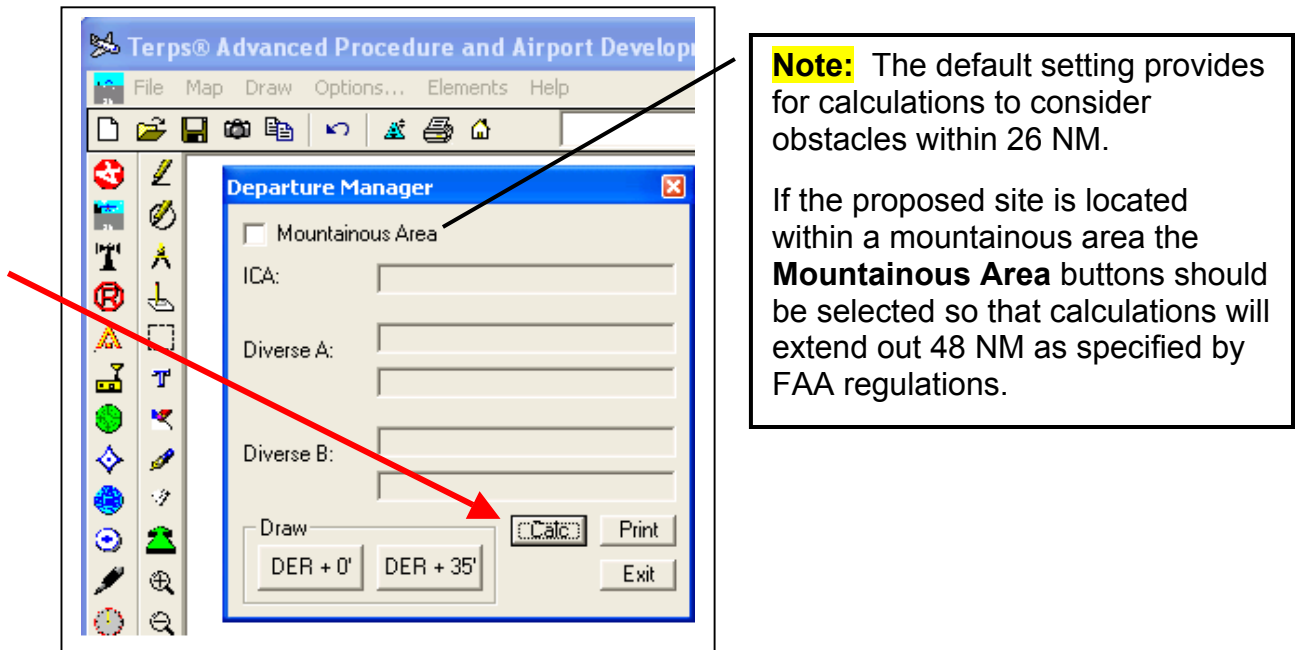 Terps® Advanced Procedure and Airport Develop
File Map Draw Options... Elements Help
Departure Manager
Mountainous Area
ICA:
Diverse A:
Diverse B:
Draw
DER + 0' DER + 35'
Calc Print
Exit
Note: The default setting provides
for calculations to consider
obstacles within 26 NM.
If the proposed site is located
within a mountainous area the
Mountainous Area buttons should
be selected so that calculations will
extend out 48 NM as specified by
FAA regulations.